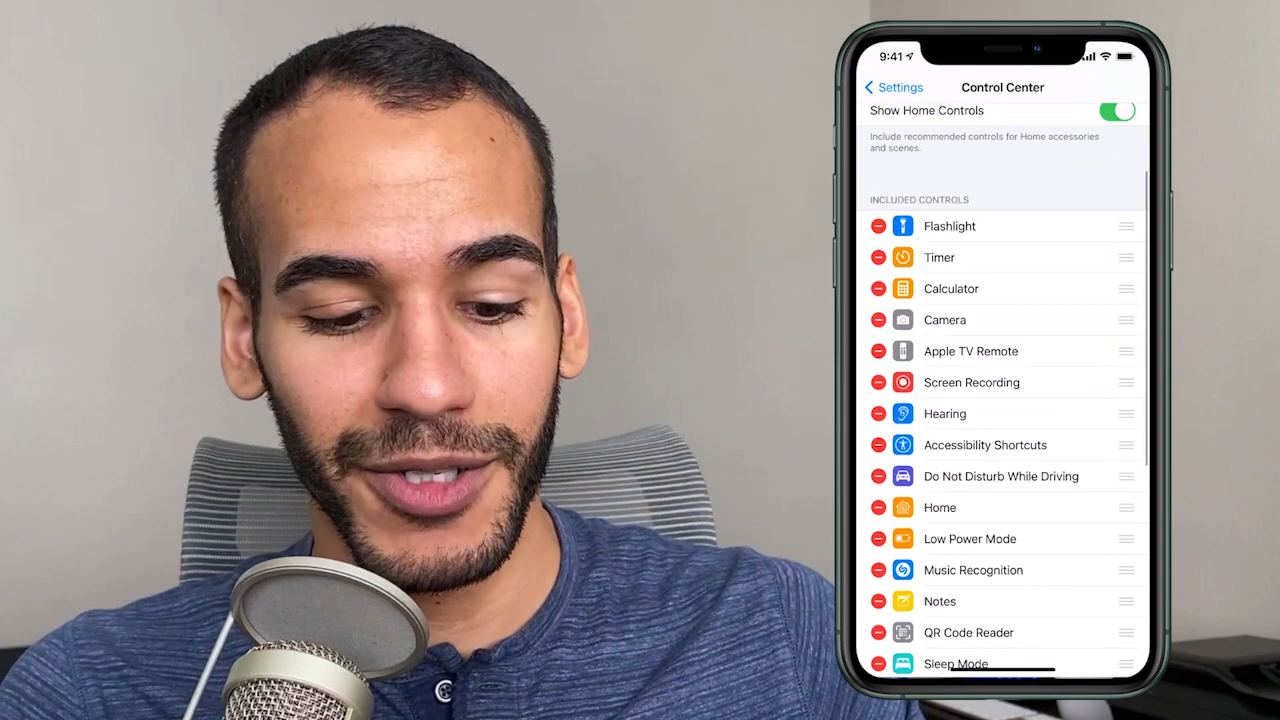 9:41
Settings
Control Center
Show Home Controls
Include recommended controls for Home accessories
and scenes.
INCLUDED CONTROLS
Flashlight
Timer
Calculator
Camera
Apple TV Remote
Screen Recording
Hearing
Accessibility Shortcuts
Do Not Disturb While Driving
Home
Low Power Mode
Music Recognition
Notes
QR Code Reader
Sleep Mode